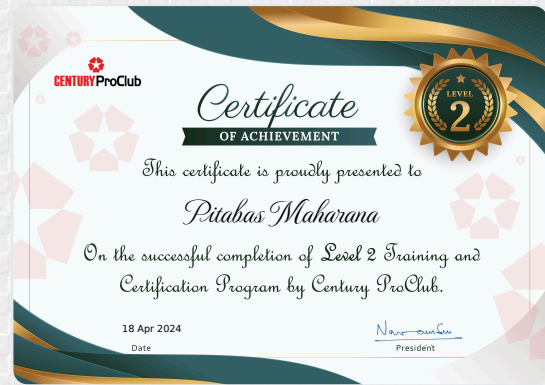 CENTURY ProClub
LEVEL
2
Certificate
OF ACHIEVEMENT
This certificate is proudly presented to
Pitabas Maharana
On the successful completion of Level 2 Training and
Certification Program by Century ProClub.
18 Apr 2024
Date
President